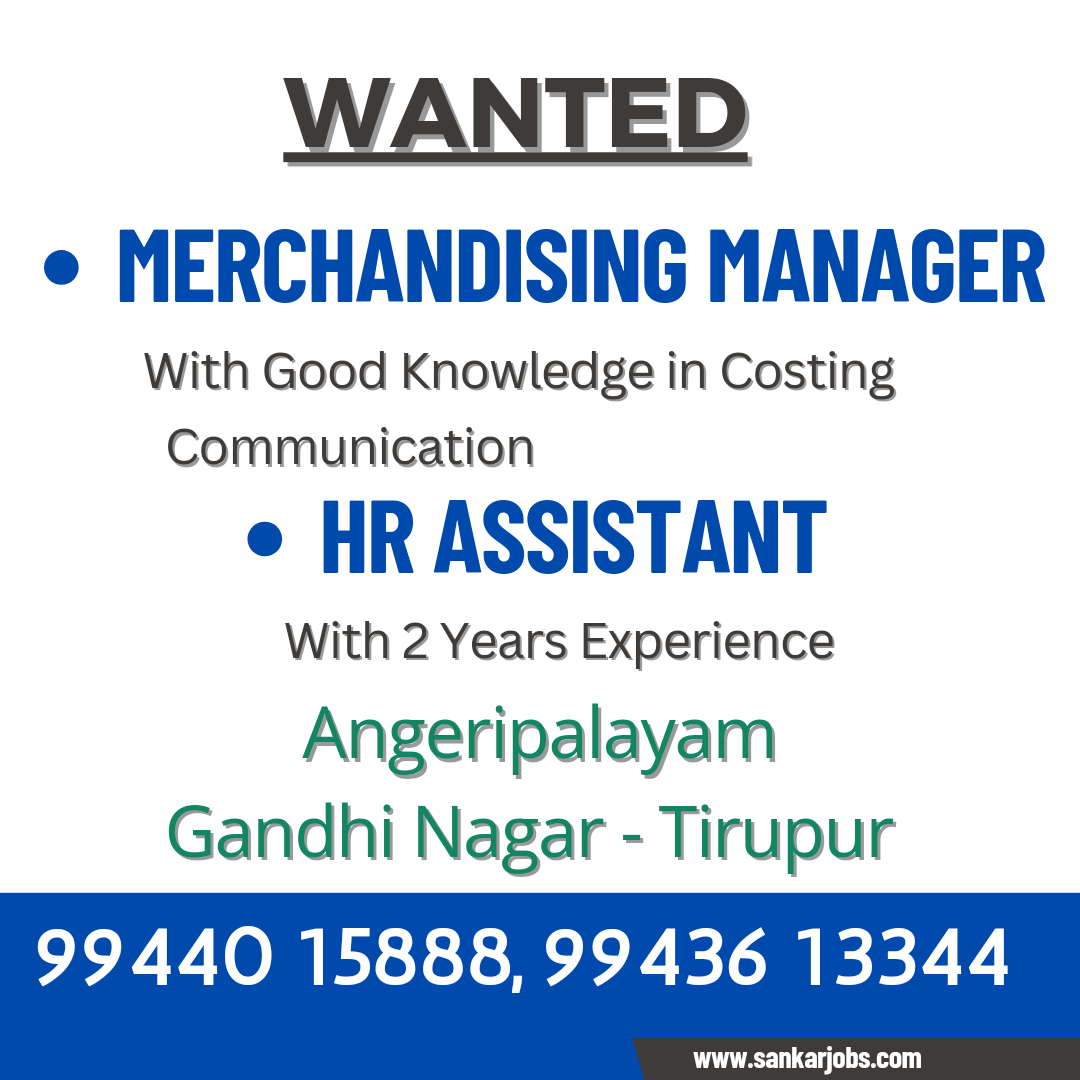 WANTED
• MERCHANDISING MANAGER
With Good Knowledge in Costing
Communication
• HR ASSISTANT
With 2 Years Experience
Angeripalayam
Gandhi Nagar - Tirupur
99440 15888, 99436 13344
www.sankarjobs.com